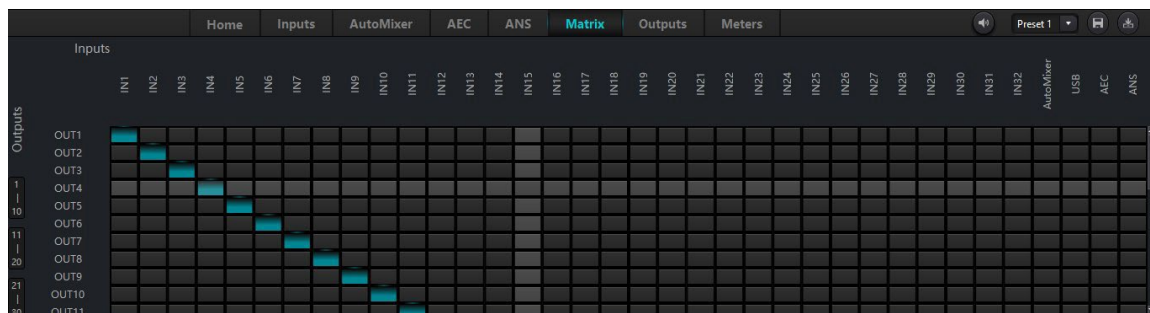 Home Inputs AutoMixer AEC ANS Matrix Outputs Meters Preset 1
Inputs
IN1 IN2 IN3 IN4 IN5 IN6 IN7 IN8 IN9 IN10 IN11 IN12 IN13 IN14 IN15 IN16 IN17 IN18 IN19 IN20 IN21 IN22 IN23 IN24 IN25 IN26 IN27 IN28 IN29 IN30 IN31 IN32 AutoMixer USB AEC ANS
Outputs
OUT1
OUT2
OUT3
OUT4
OUT5
OUT6
OUT7
OUT8
OUT9
OUT10
OUT11
1
10
11
20
21
30